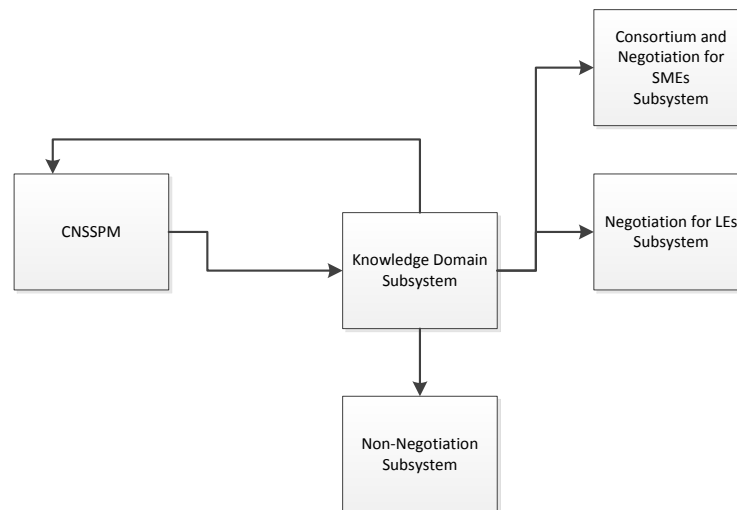 Consortium and
Negotiation for
SMEs
Subsystem
CNSSPM
Negotiation for LEs
Subsystem
Knowledge Domain
Subsystem
Non-Negotiation
Subsystem